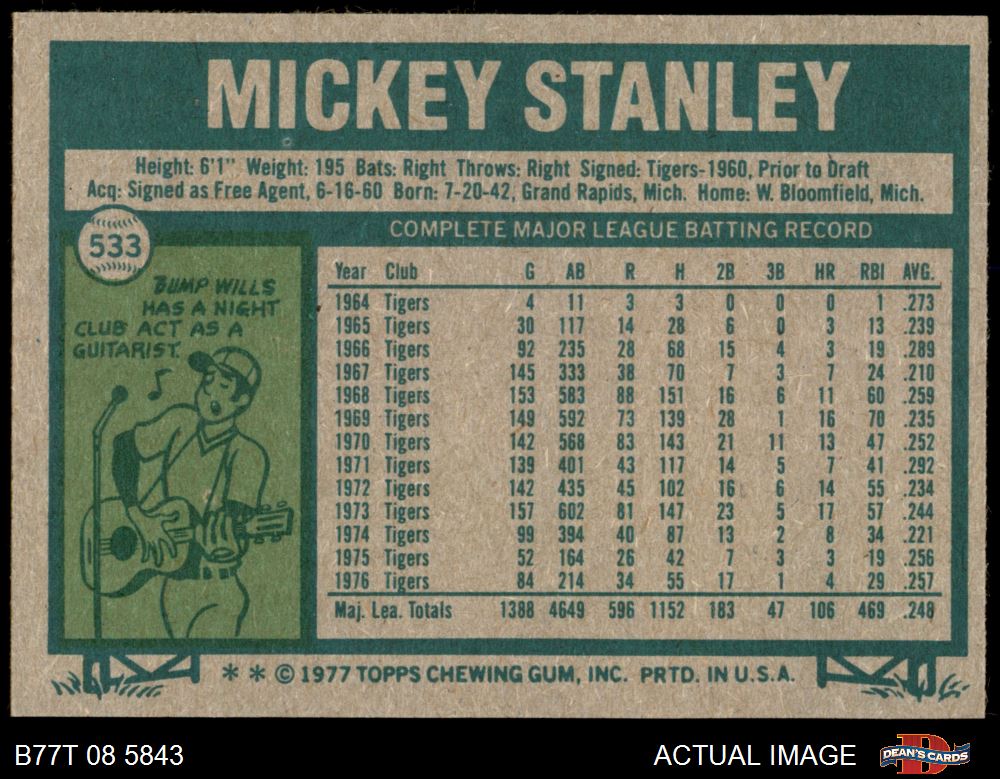 MICKEY STANLEY
Height: 6'1" Weight: 195 Bats: Right Throws: Right Signed: Tigers-1960, Prior to Draft
Acq: Signed as Free Agent, 6-16-60 Born: 7-20-42, Grand Rapids, Mich. Home: W. Bloomfield, Mich.
533
COMPLETE MAJOR LEAGUE BATTING RECORD
BUMP WILLS
HAS A NIGHT
CLUB ACT AS A
GUITARIST.
Year Club G AB R H 2B 3B HR RBI AVG.
1964 Tigers 4 11 3 3 0 0 0 1 .273
1965 Tigers 30 117 14 28 6 0 3 13 .239
1966 Tigers 92 235 28 68 15 4 3 19 .289
1967 Tigers 145 333 38 70 7 3 7 24 .210
1968 Tigers 153 583 88 151 16 6 11 60 .259
1969 Tigers 149 592 73 139 28 1 16 70 .235
1970 Tigers 142 568 83 143 21 11 13 47 .252
1971 Tigers 139 401 43 117 14 5 7 41 .292
1972 Tigers 142 435 45 102 16 6 14 55 .234
1973 Tigers 157 602 81 147 23 5 17 57 .244
1974 Tigers 99 394 40 87 13 2 8 34 .221
1975 Tigers 52 164 26 42 7 3 3 19 .256
1976 Tigers 84 214 34 55 17 1 4 29 .257
Maj. Lea. Totals 1388 4649 596 1152 183 47 106 469 .248
* * © 1977 TOPPS CHEWING GUM, INC. PRTD. IN U.S.A.
B77T 08 5843
ACTUAL IMAGE
DEAN'S CARDS